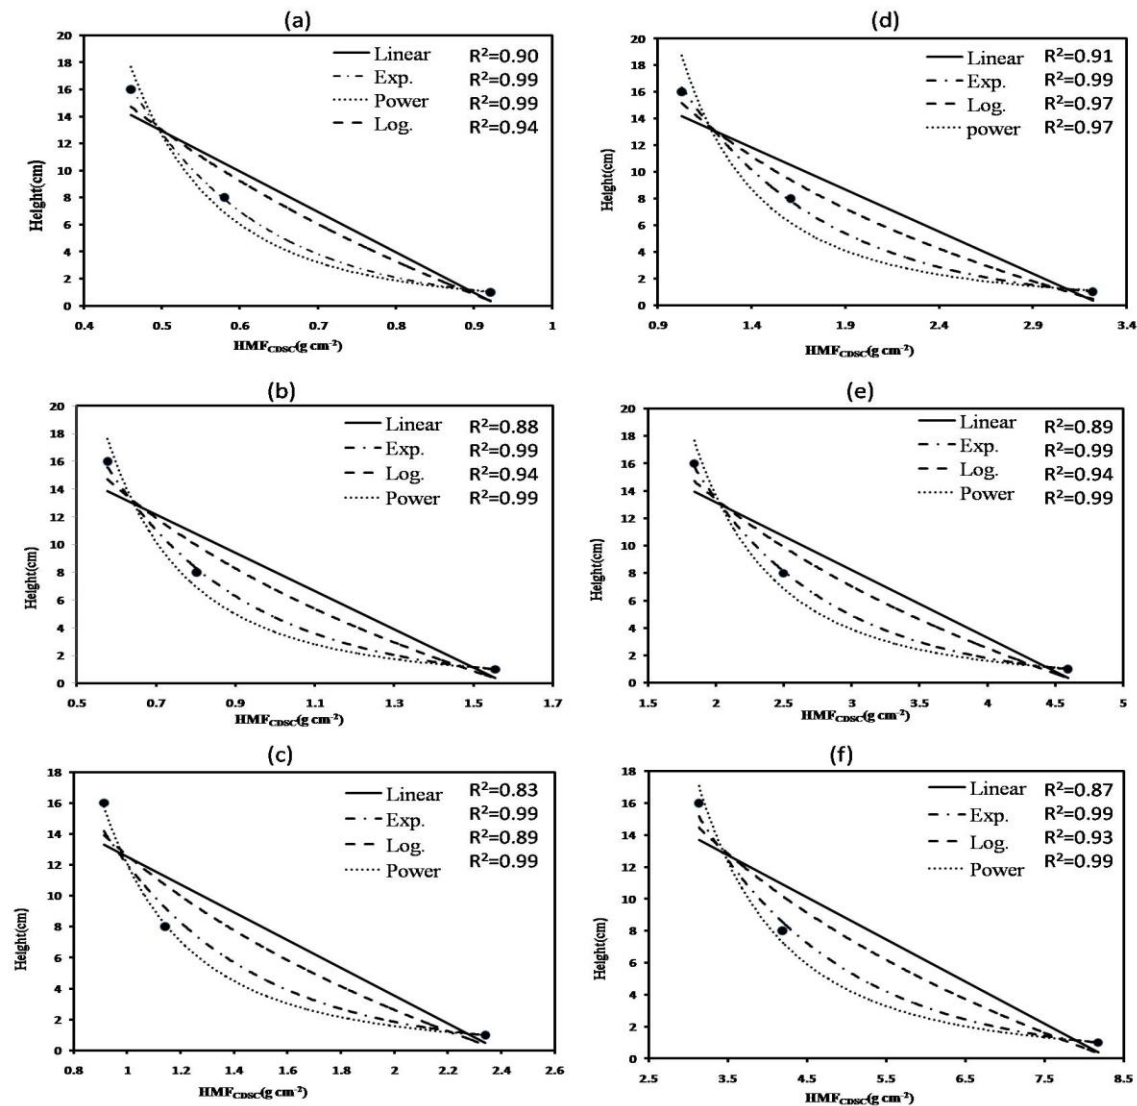 (a)
Linear R²=0.90
Exp. R²=0.99
Power R²=0.99
Log. R²=0.94
Height(cm)
20
18
16
14
12
10
8
6
4
2
0
0.4 0.5 0.6 0.7 0.8 0.9 1
HMF_CDSC(g cm⁻²)
(d)
Linear R²=0.91
Exp. R²=0.99
Log. R²=0.97
power R²=0.97
Height(cm)
20
18
16
14
12
10
8
6
4
2
0
0.9 1.4 1.9 2.4 2.9 3.4
HMF_CDSC(g cm⁻²)
(b)
Linear R²=0.88
Exp. R²=0.99
Log. R²=0.94
Power R²=0.99
Height(cm)
20
18
16
14
12
10
8
6
4
2
0
0.5 0.7 0.9 1.1 1.3 1.5 1.7
HMF_CDSC(g cm⁻²)
(e)
Linear R²=0.89
Exp. R²=0.99
Log. R²=0.94
Power R²=0.99
Height(cm)
20
18
16
14
12
10
8
6
4
2
0
1.5 2 2.5 3 3.5 4 4.5 5
HMF_CDSC(g cm⁻²)
(c)
Linear R²=0.83
Exp. R²=0.99
Log. R²=0.89
Power R²=0.99
Height(cm)
18
16
14
12
10
8
6
4
2
0
0.8 1 1.2 1.4 1.6 1.8 2 2.2 2.4 2.6
HMF_CDSC(g cm⁻²)
(f)
Linear R²=0.87
Exp. R²=0.99
Log. R²=0.93
Power R²=0.99
Height(cm)
18
16
14
12
10
8
6
4
2
0
2.5 3.5 4.5 5.5 6.5 7.5 8.5
HMF_CDSC(g cm⁻²)